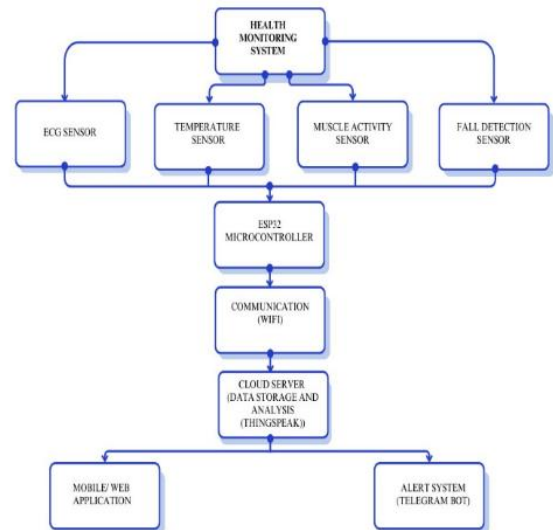 HEALTH
MONITORING
SYSTEM
ECG SENSOR
TEMPERATURE
SENSOR
MUSCLE ACTIVITY
SENSOR
FALL DETECTION
SENSOR
ESP32
MICROCONTROLLER
COMMUNICATION
(WIFI)
CLOUD SERVER
(DATA STORAGE AND
ANALYSIS
(THINGSPEAK))
MOBILE/ WEB
APPLICATION
ALERT SYSTEM
(TELEGRAM BOT)